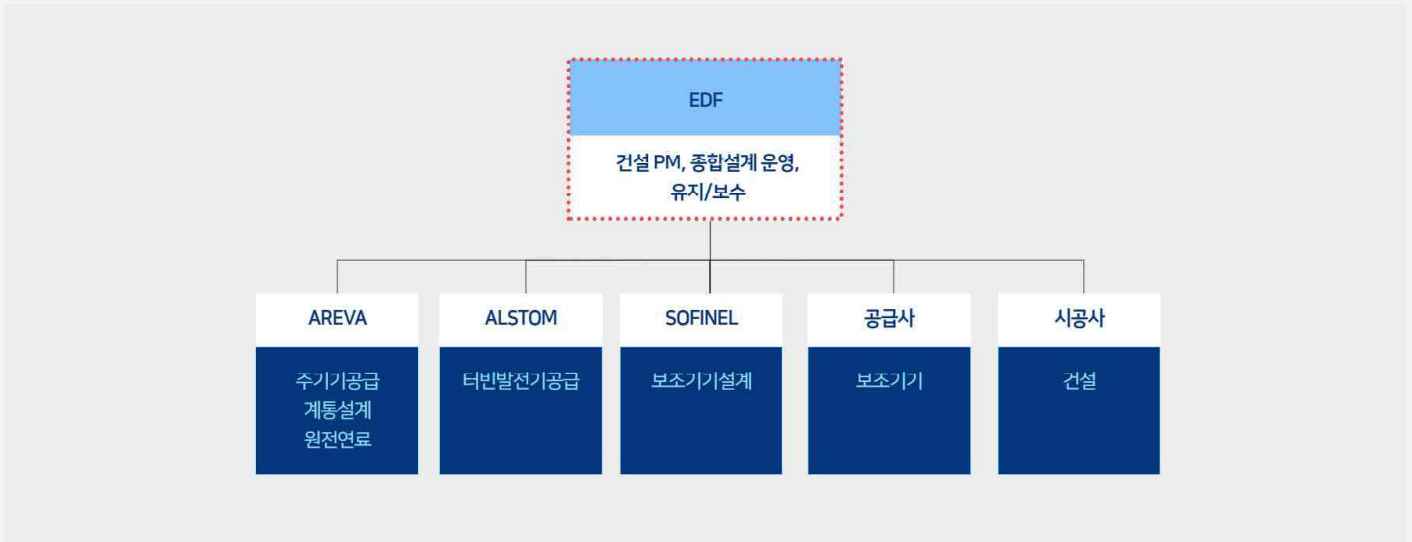 EDF
건설 PM, 종합설계 운영,
유지/보수
AREVA
주기기공급
계통설계
원전연료
ALSTOM
터빈발전기공급
SOFINEL
보조기기설계
공급사
보조기기
시공사
건설